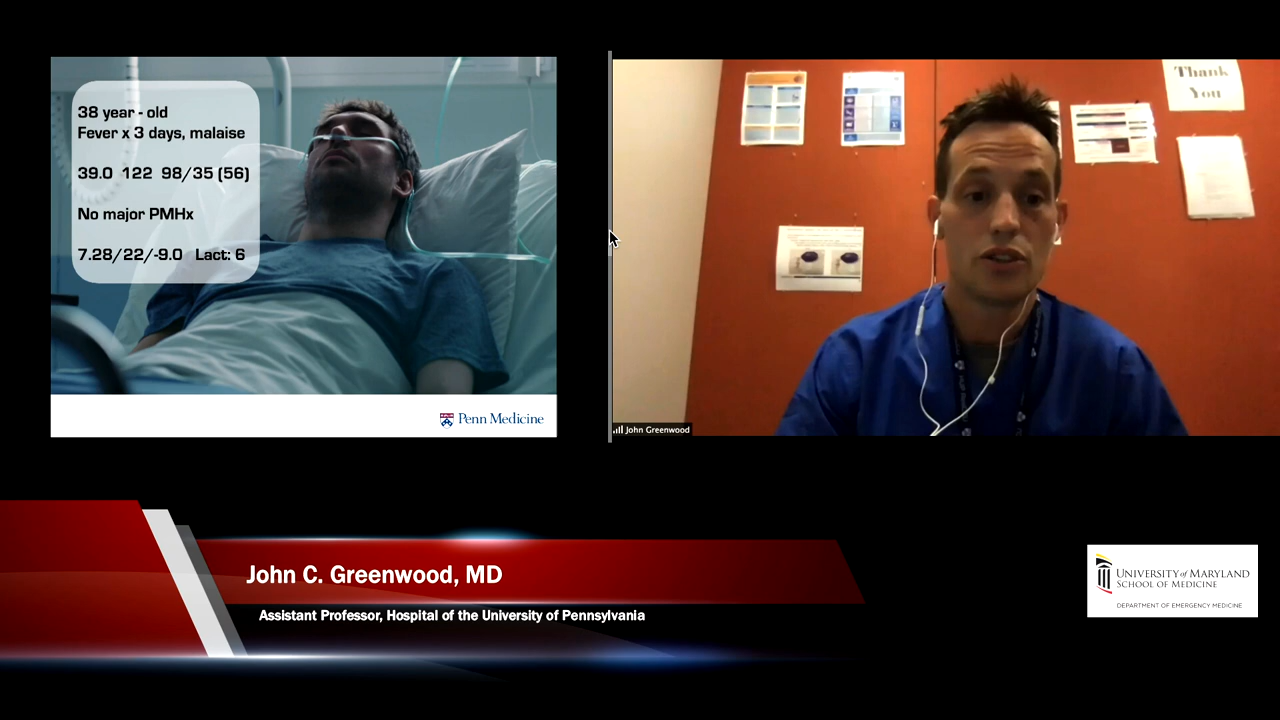 38 year - old
Fever x 3 days, malaise
39.0 122 98/35 (56)
No major PMHx
7.28/22/-9.0 Lact: 6
Penn Medicine
Thank
You
John Greenwood
John C. Greenwood, MD
Assistant Professor, Hospital of the University of Pennsylvania
UNIVERSITY of MARYLAND
SCHOOL OF MEDICINE
DEPARTMENT OF EMERGENCY MEDICINE